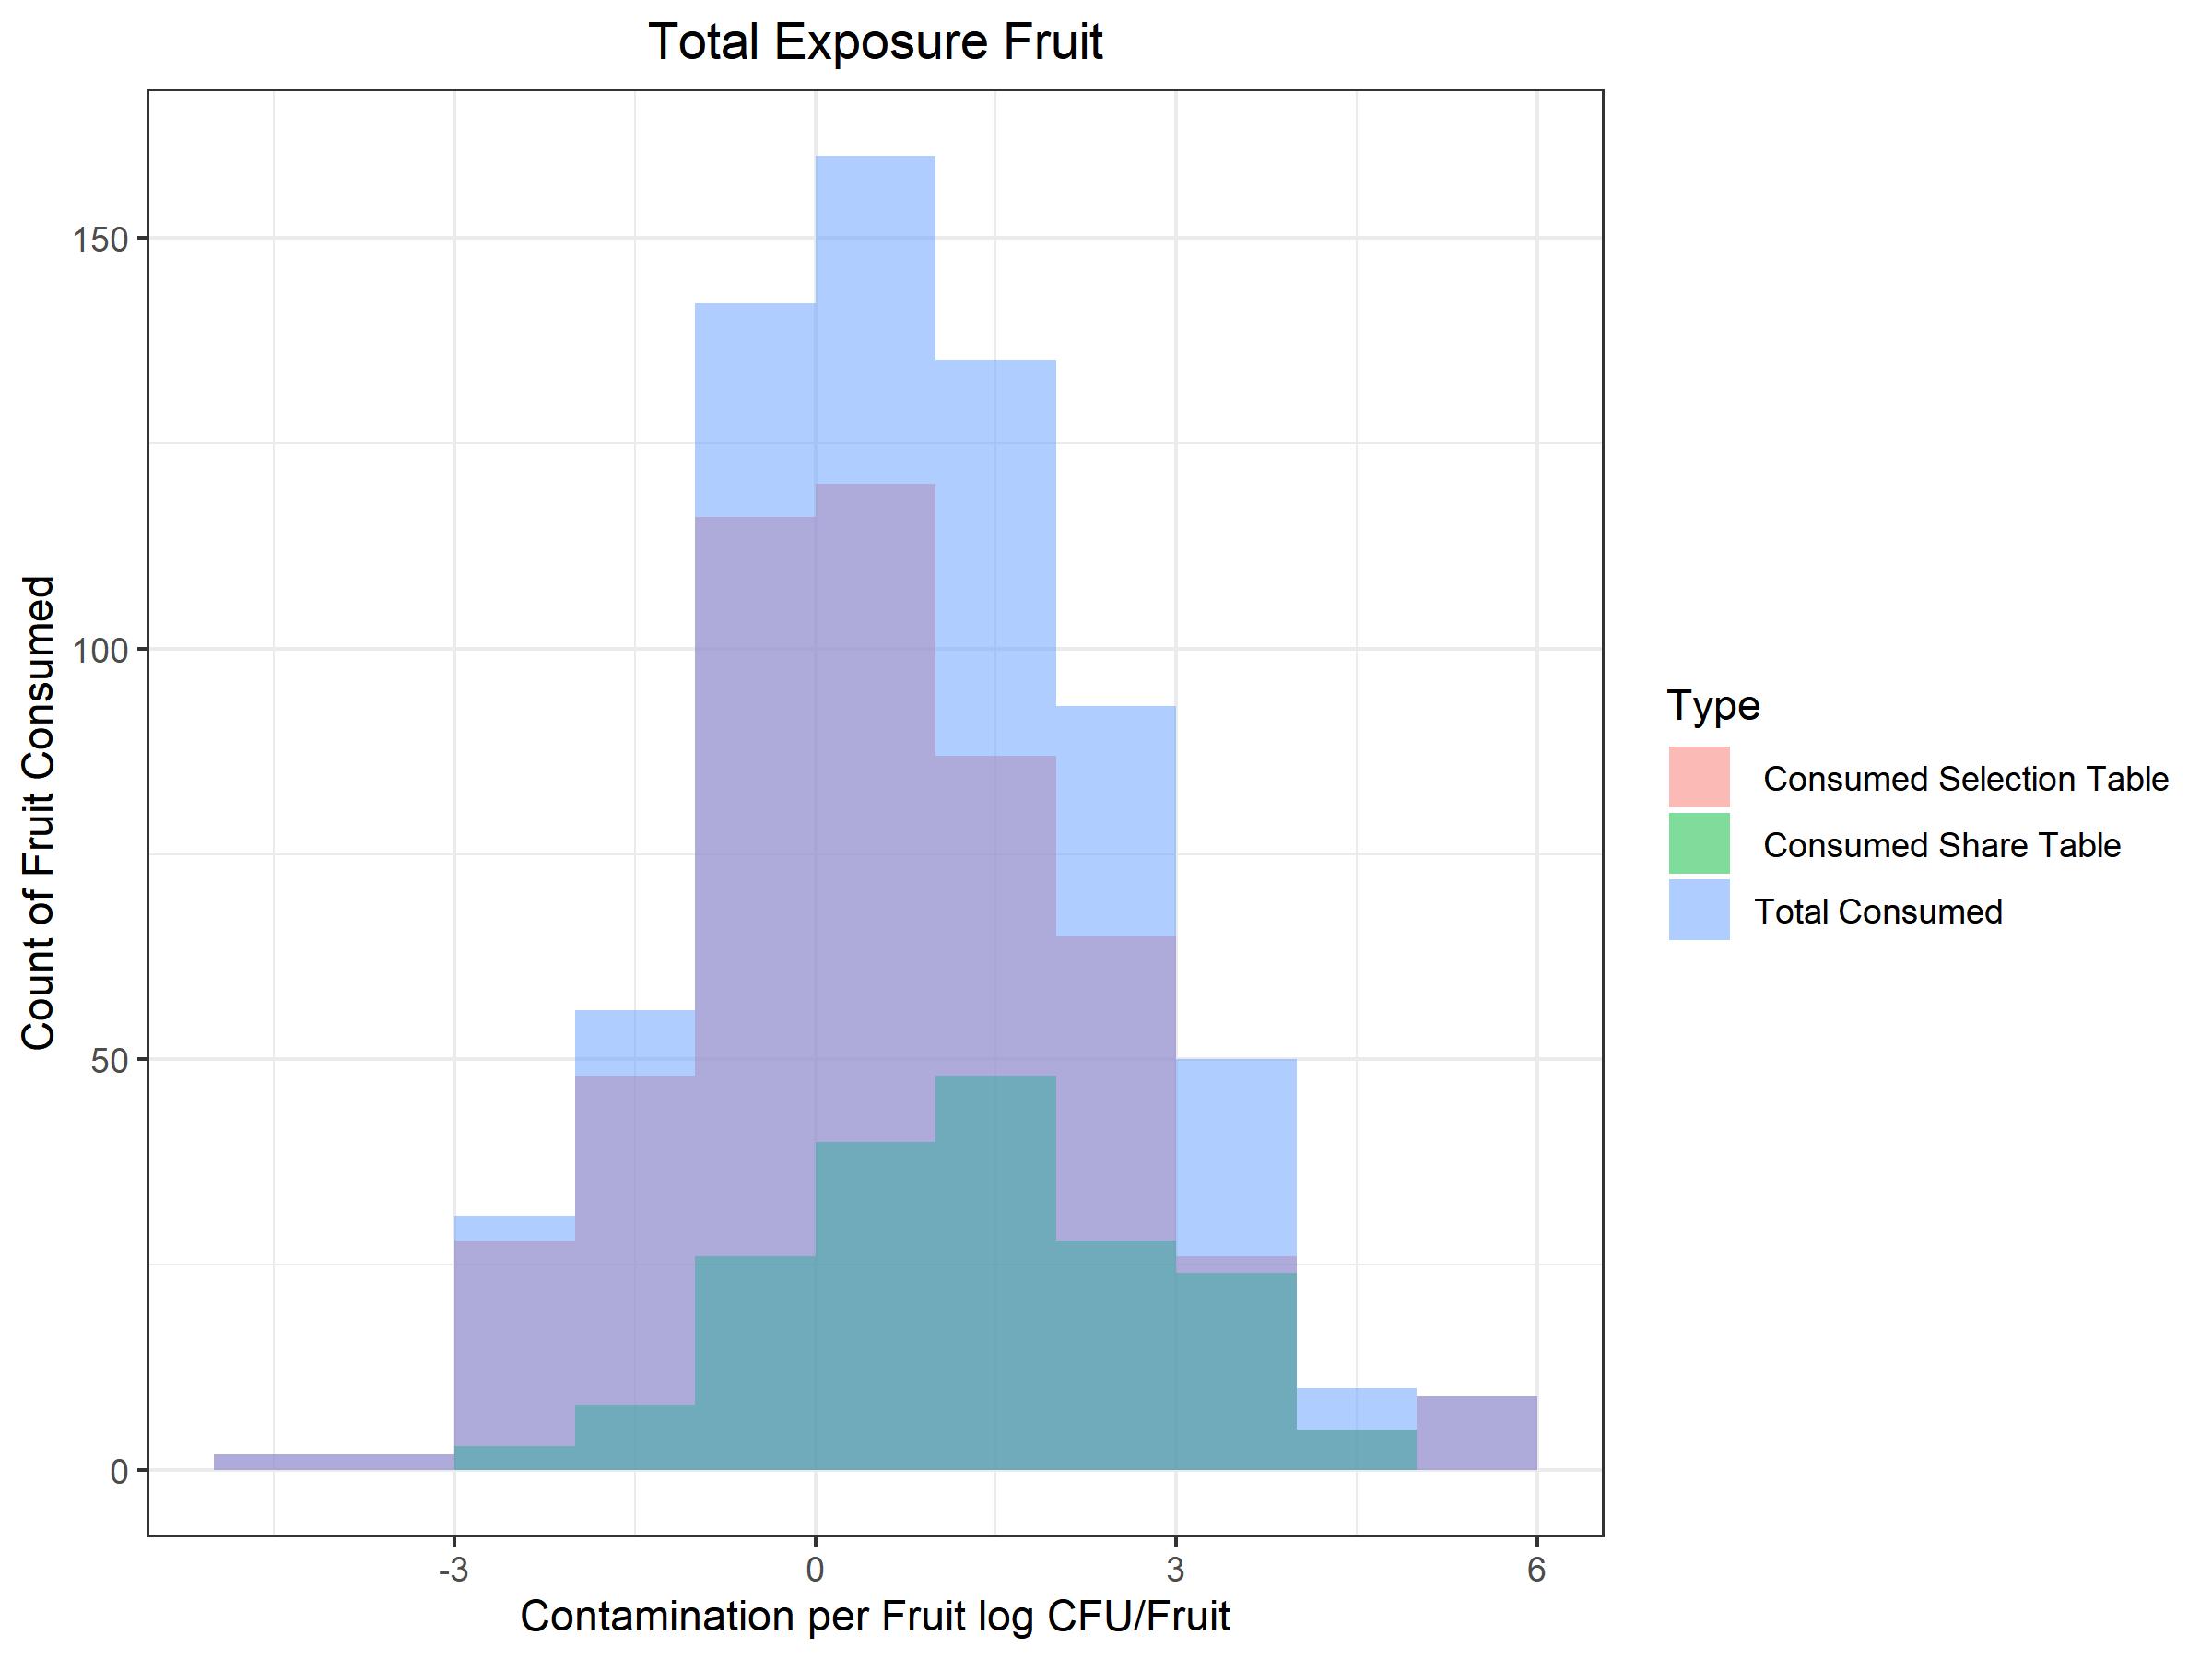 Total Exposure Fruit
Count of Fruit Consumed
150
100
50
0
-3
0
3
6
Contamination per Fruit log CFU/Fruit
Type
Consumed Selection Table
Consumed Share Table
Total Consumed